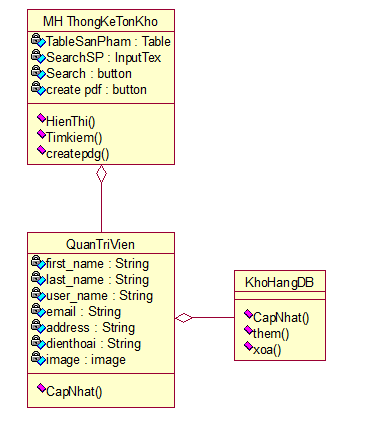 MH ThongKeTonKho
TableSanPham : Table
SearchSP : InputTex
Search : button
create pdf : button
HienThi()
Timkiem()
createpdg()
QuanTriVien
first_name : String
last_name : String
user_name : String
email : String
address : String
dienthoai : String
image : image
CapNhat()
KhoHangDB
CapNhat()
them()
xoa()